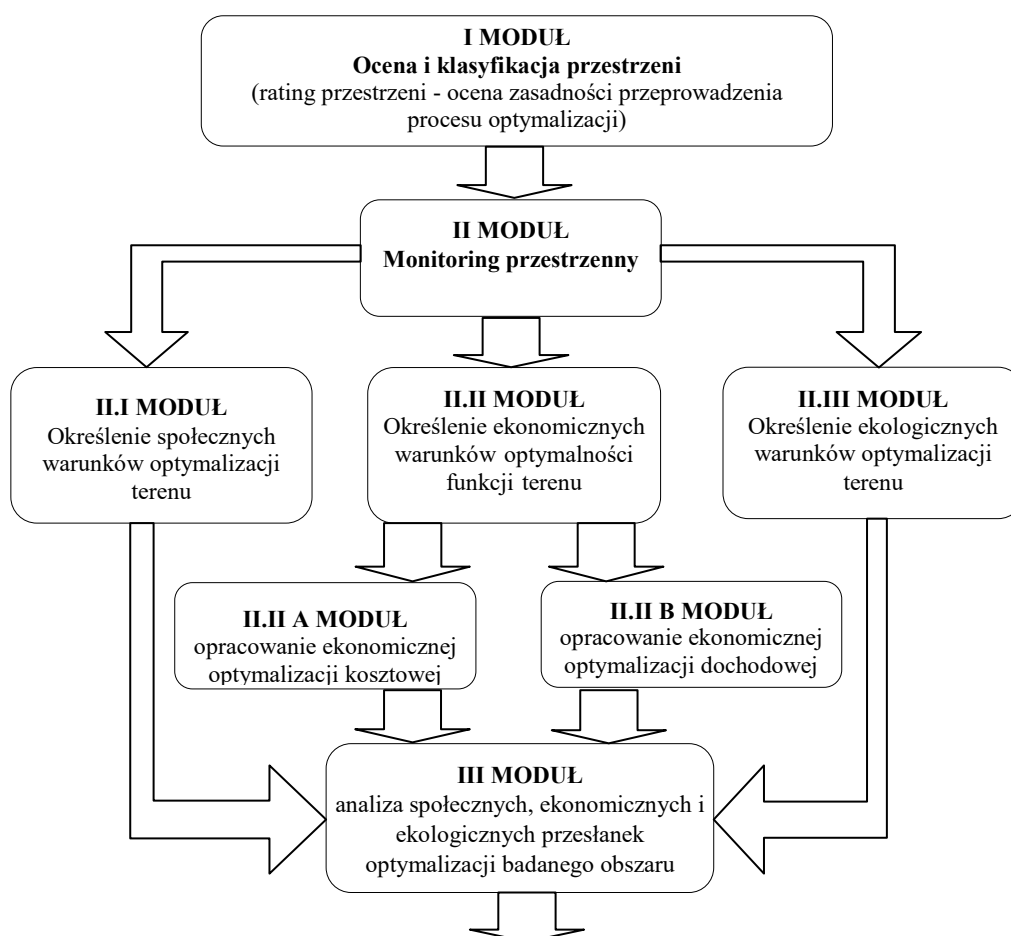 I MODUŁ
Ocena i klasyfikacja przestrzeni
(rating przestrzeni - ocena zasadności przeprowadzenia
procesu optymalizacji)
II MODUŁ
Monitoring przestrzenny
II.I MODUŁ
Określenie społecznych
warunków optymalizacji
terenu
II.II MODUŁ
Określenie ekonomicznych
warunków optymalności
funkcji terenu
II.III MODUŁ
Określenie ekologicznych
warunków optymalizacji
terenu
II.II A MODUŁ
opracowanie ekonomicznej
optymalizacji kosztowej
II.II B MODUŁ
opracowanie ekonomicznej
optymalizacji dochodowej
III MODUŁ
analiza społecznych, ekonomicznych i
ekologicznych przesłanek
optymalizacji badanego obszaru